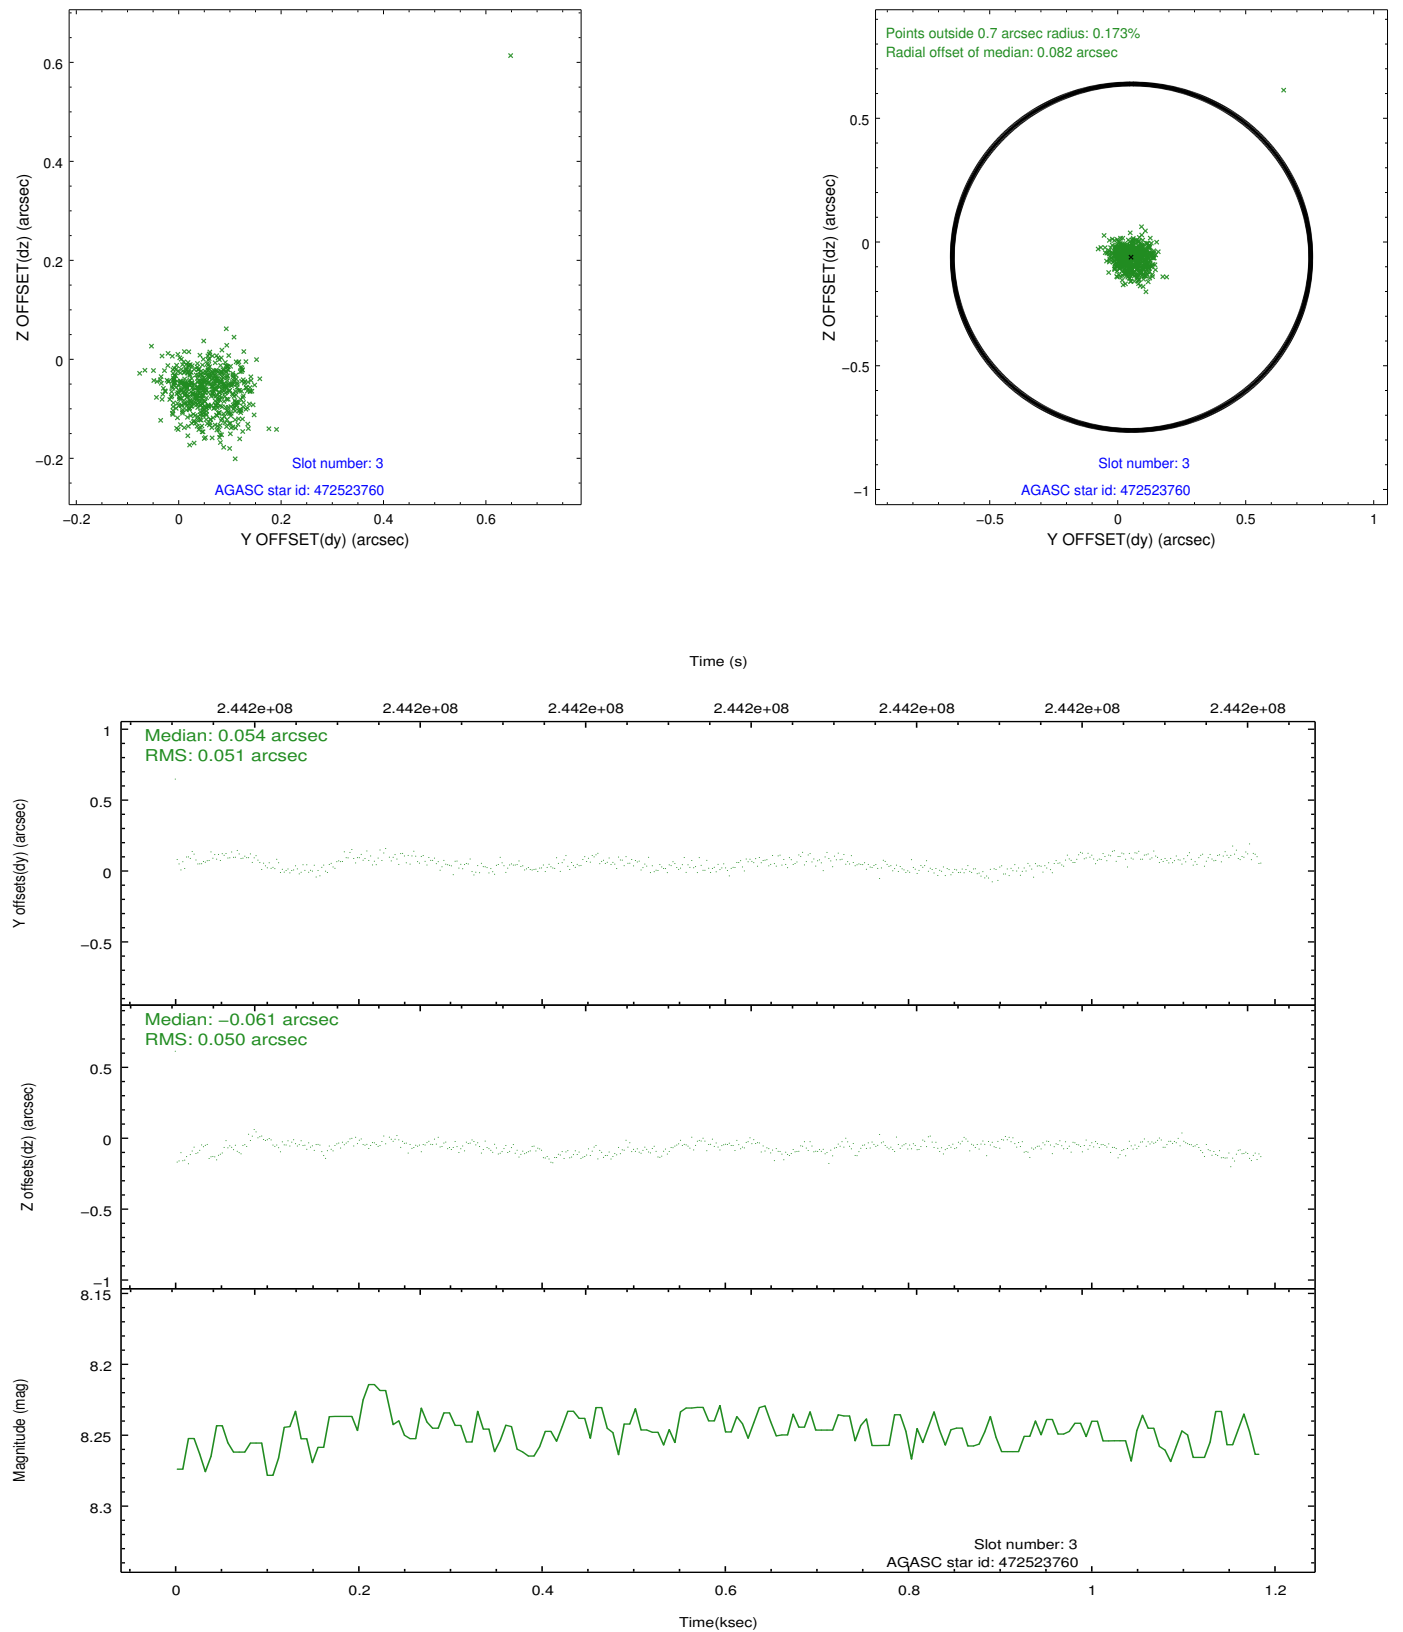 0.6
0.4
0.2
0
−0.2
Z OFFSET(dz) (arcsec)
Slot number: 3
AGASC star id: 472523760
−0.2 0 0.2 0.4 0.6
Y OFFSET(dy) (arcsec)
Points outside 0.7 arcsec radius: 0.173%
Radial offset of median: 0.082 arcsec
0.5
0
−0.5
−1
Z OFFSET(dz) (arcsec)
Slot number: 3
AGASC star id: 472523760
−0.5 0 0.5 1
Y OFFSET(dy) (arcsec)
Time (s)
2.442e+08 2.442e+08 2.442e+08 2.442e+08 2.442e+08 2.442e+08 2.442e+08
Median: 0.054 arcsec
RMS: 0.051 arcsec
1
0.5
0
−0.5
Y offsets(dy) (arcsec)
Median: −0.061 arcsec
RMS: 0.050 arcsec
0.5
0
−0.5
−1
Z offsets(dz) (arcsec)
8.15
8.2
8.25
8.3
Magnitude (mag)
Slot number: 3
AGASC star id: 472523760
0 0.2 0.4 0.6 0.8 1 1.2
Time(ksec)